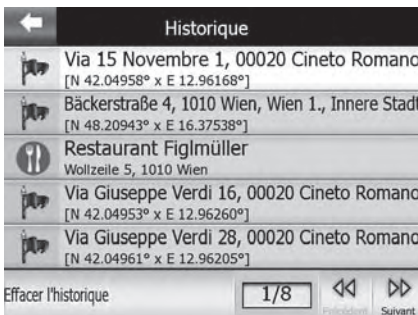 Historique
Via 15 Novembre 1, 00020 Cineto Romano
[N 42.04958° x E 12.96168°]
Bäckerstraße 4, 1010 Wien, Wien 1., Innere Stadt
[N 48.20943° x E 16.37538°]
Restaurant Figlmüller
Wollzeile 5, 1010 Wien
Via Giuseppe Verdi 16, 00020 Cineto Romano
[N 42.04953° x E 12.96260°]
Via Giuseppe Verdi 28, 00020 Cineto Romano
[N 42.04961° x E 12.96205°]
Effacer l'historique
1/8
Précédent
Suivant